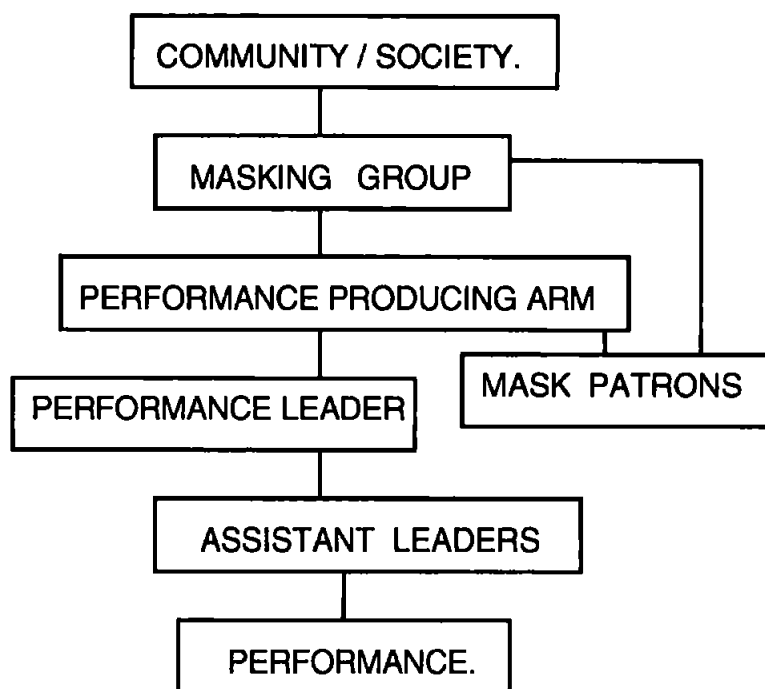 COMMUNITY / SOCIETY.
MASKING GROUP
PERFORMANCE PRODUCING ARM
MASK PATRONS
PERFORMANCE LEADER
ASSISTANT LEADERS
PERFORMANCE.